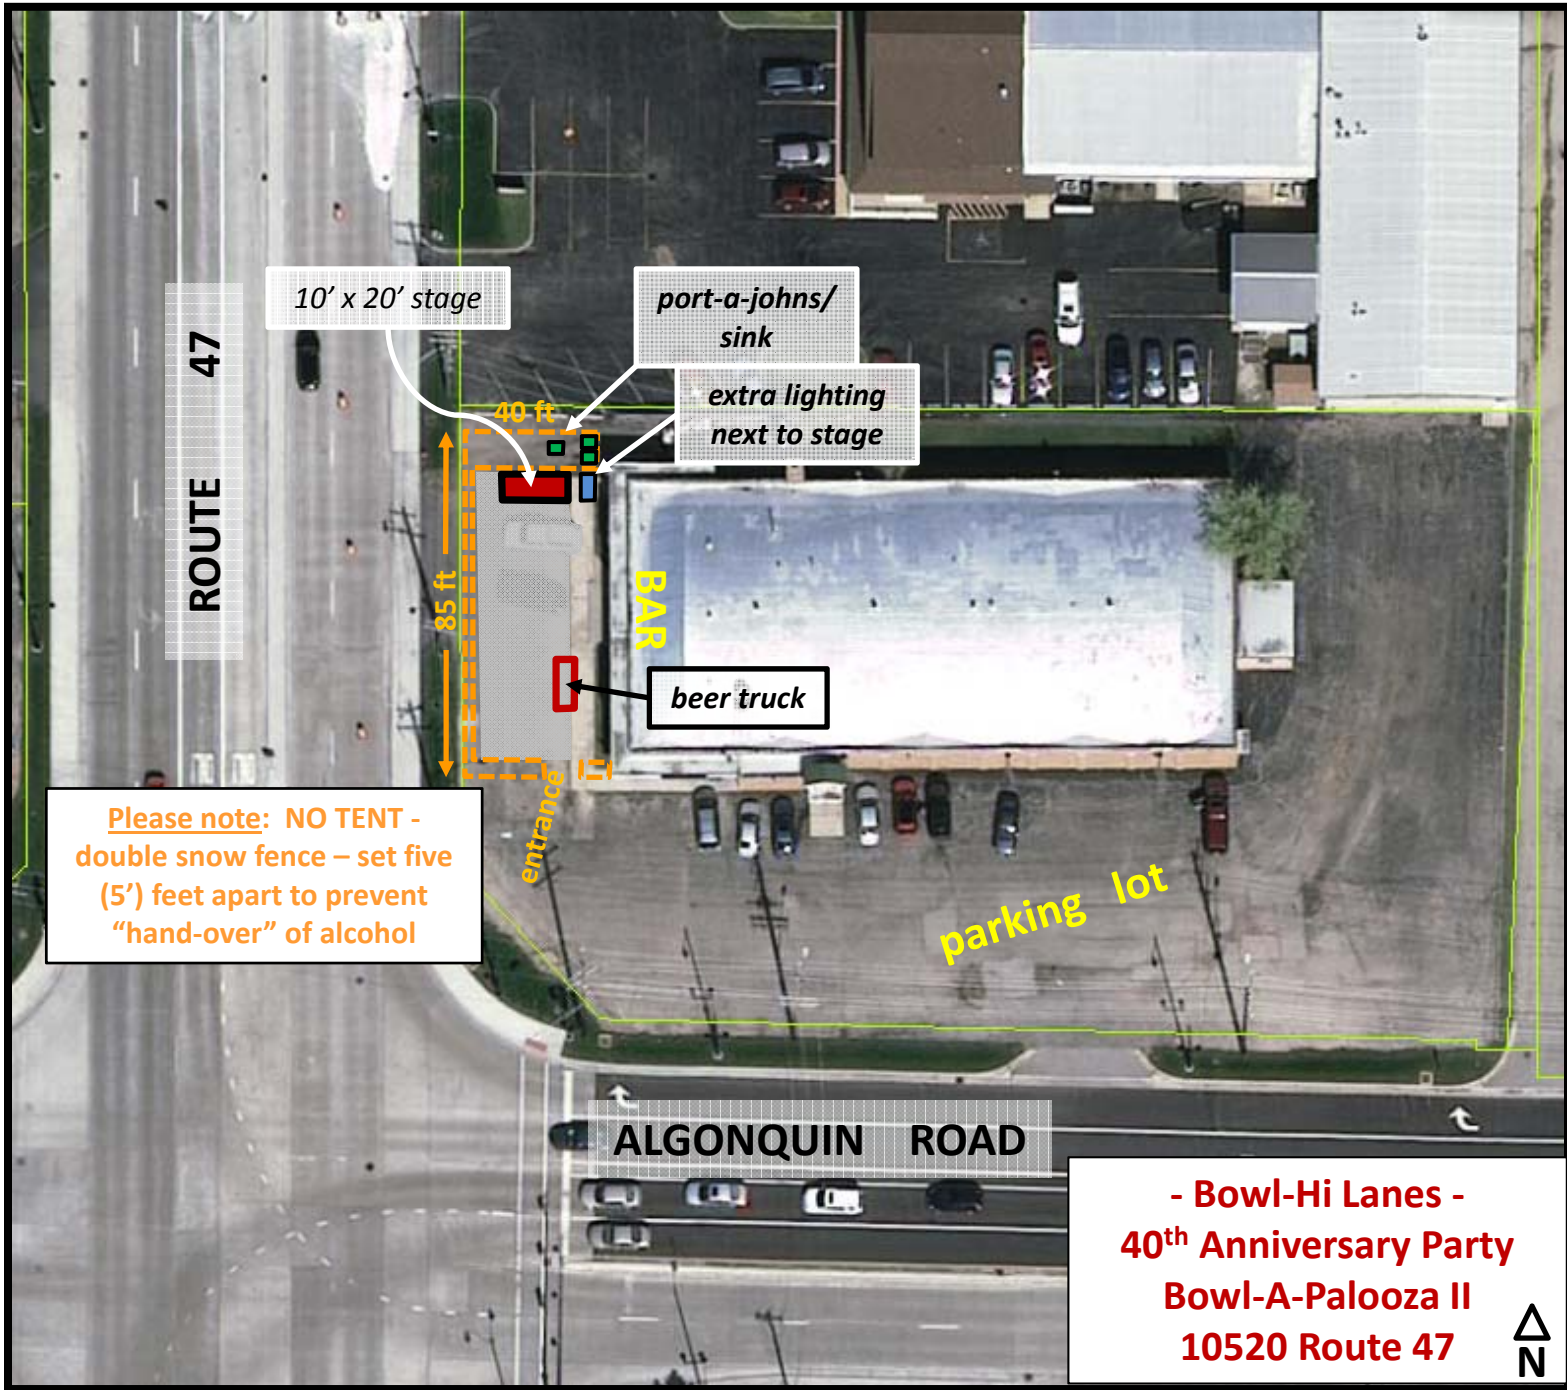 10’ x 20’ stage
port-a-johns/
sink
extra lighting
next to stage
40 ft
85 ft
ROUTE 47
BAR
beer truck
entrance
Please note: NO TENT -
double snow fence – set five
(5’) feet apart to prevent
“hand-over” of alcohol
parking lot
ALGONQUIN ROAD
- Bowl-Hi Lanes -
40th Anniversary Party
Bowl-A-Palooza II
10520 Route 47
N